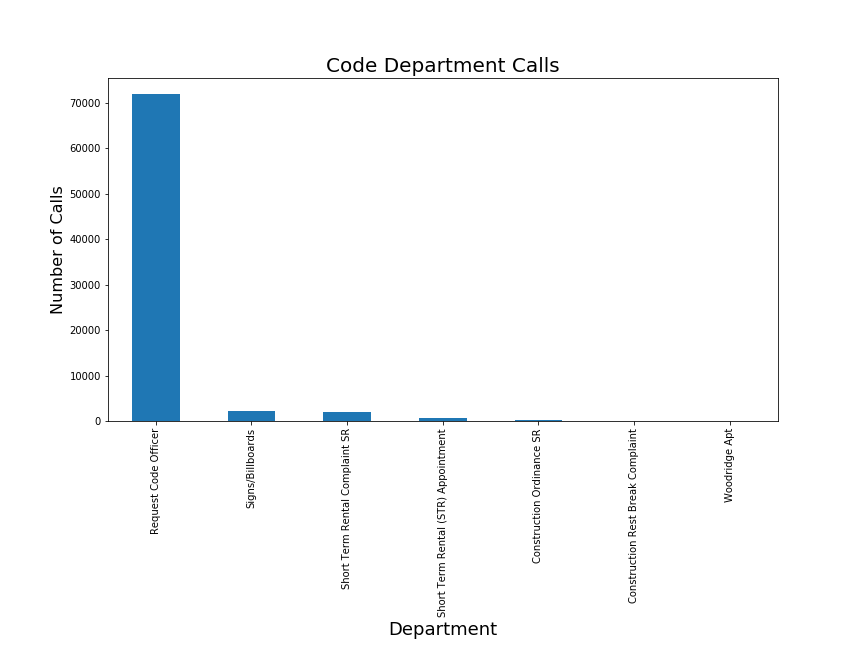 Code Department Calls
Number of Calls
70000
60000
50000
40000
30000
20000
10000
0
Request Code Officer
Signs/Billboards
Short Term Rental Complaint SR
Short Term Rental (STR) Appointment
Construction Ordinance SR
Construction Rest Break Complaint
Woodridge Apt
Department